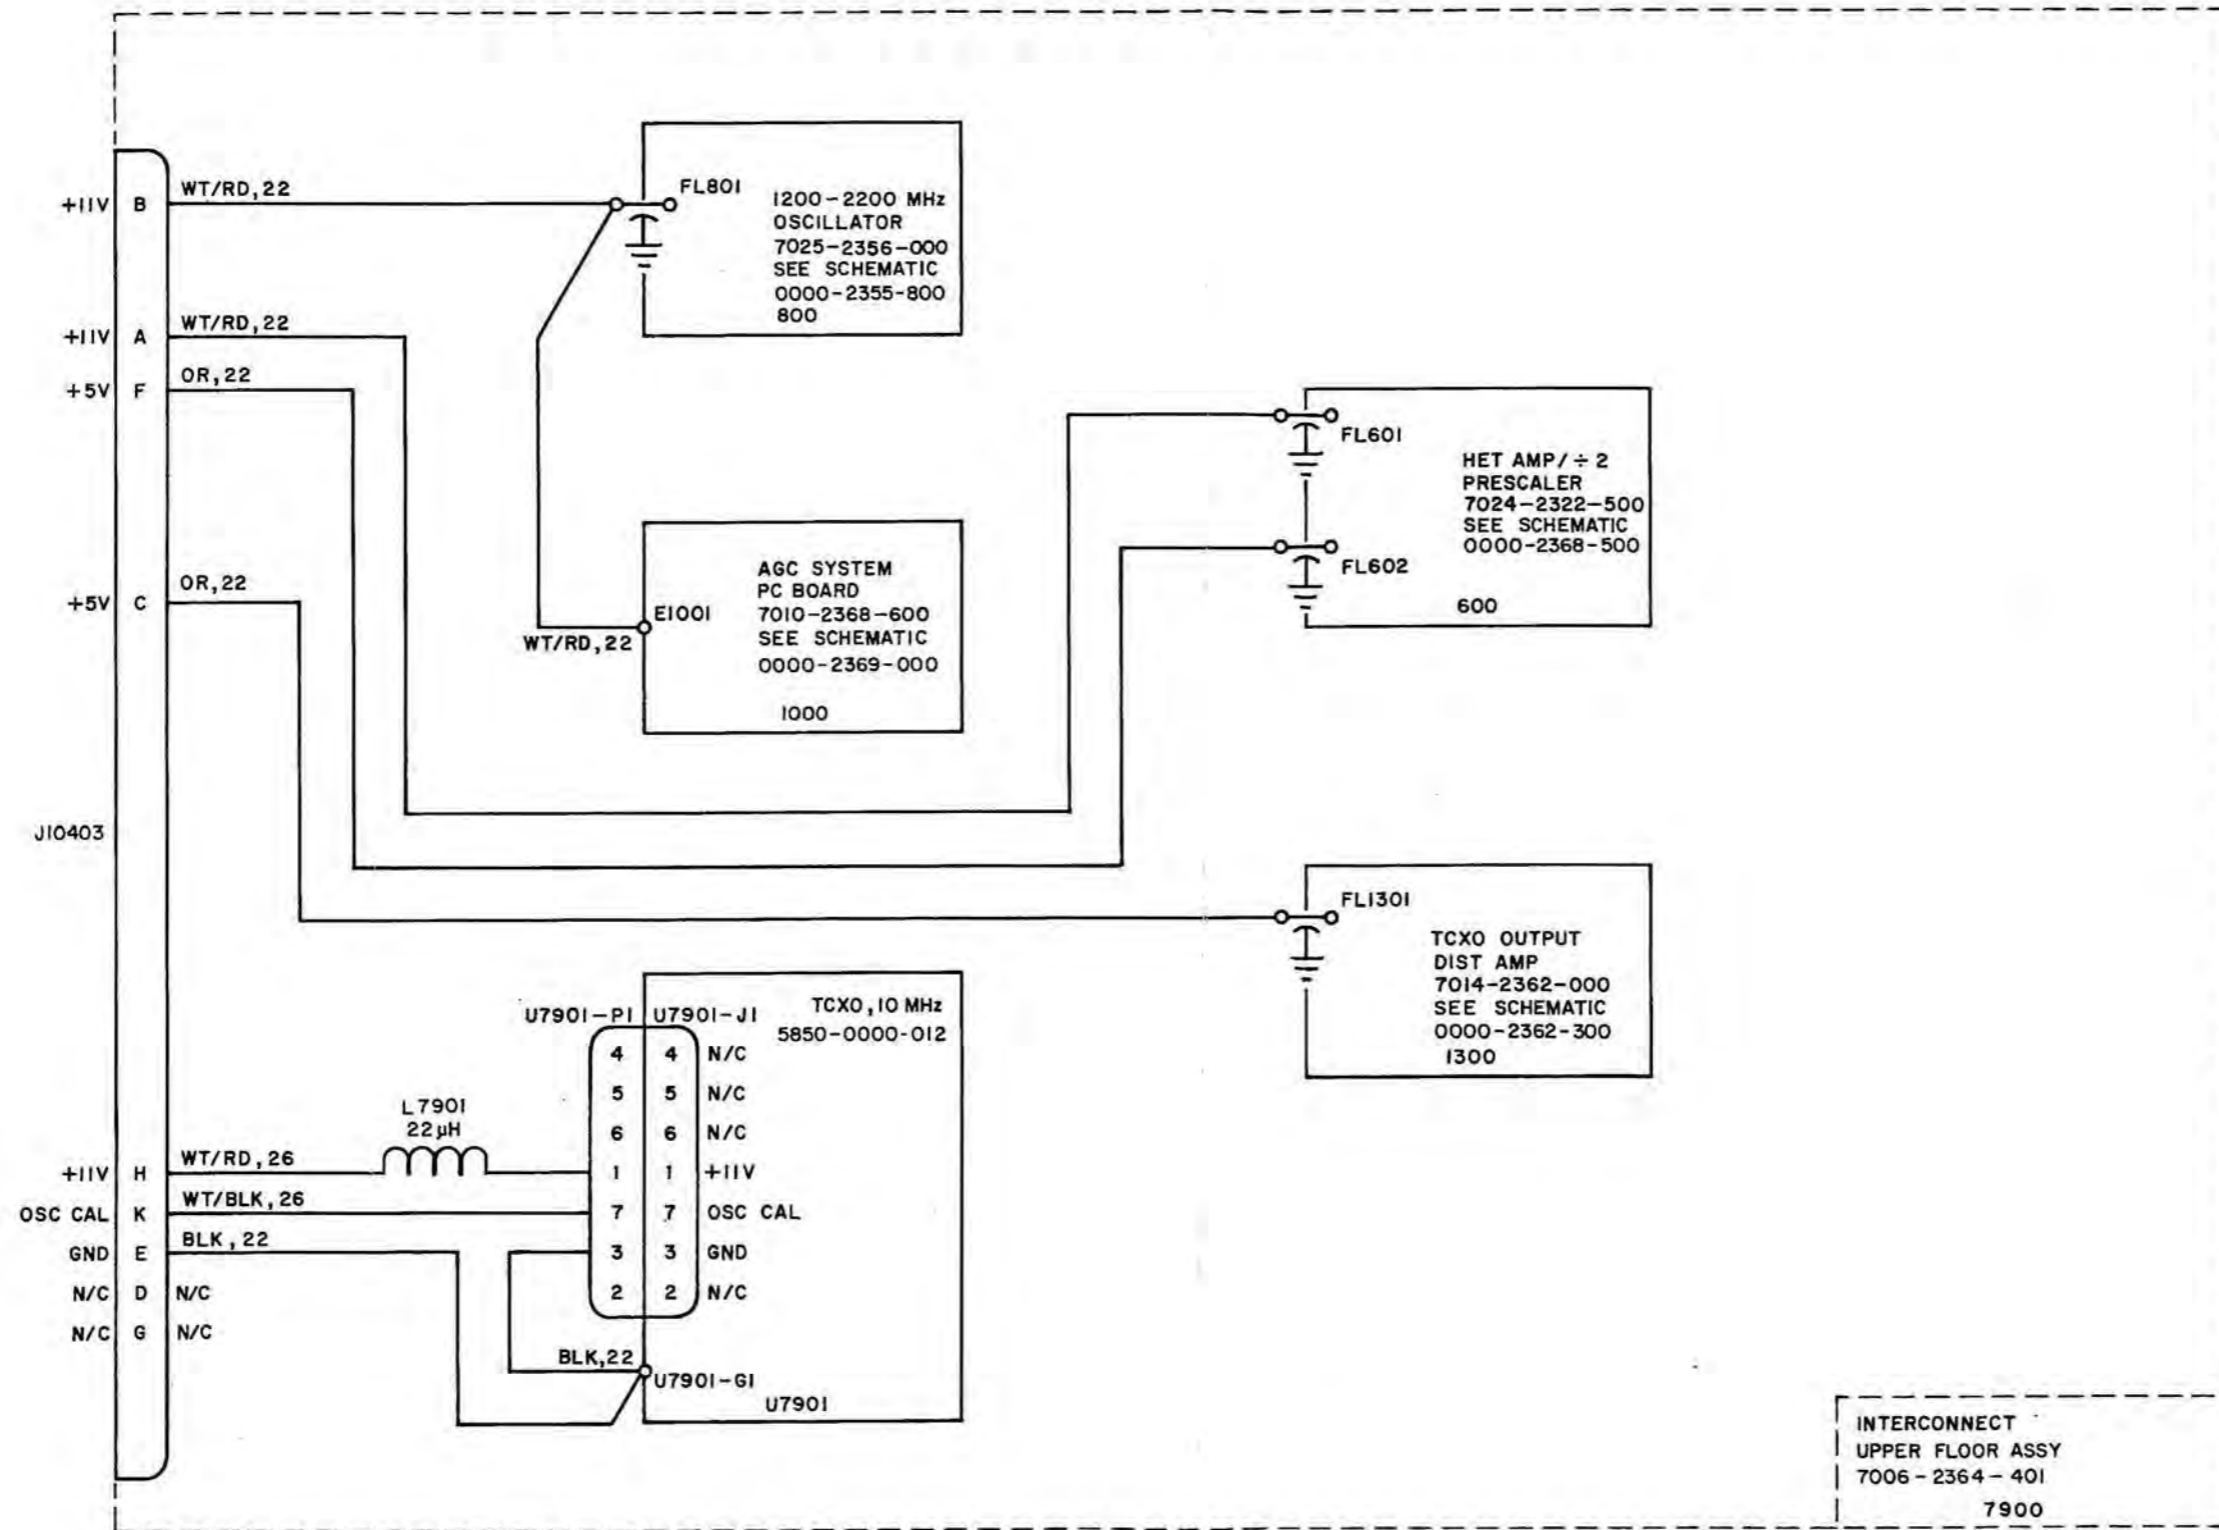 +11V B WT/RD,22
FL801
1200-2200 MHz
OSCILLATOR
7025-2356-000
SEE SCHEMATIC
0000-2355-800
800
+11V A WT/RD,22
+5V F OR,22
FL601
FL602
HET AMP/÷2
PRESCALER
7024-2322-500
SEE SCHEMATIC
0000-2368-500
600
+5V C OR,22
E1001
WT/RD,22
AGC SYSTEM
PC BOARD
7010-2368-600
SEE SCHEMATIC
0000-2369-000
1000
J10403
FL1301
TCXO OUTPUT
DIST AMP
7014-2362-000
SEE SCHEMATIC
0000-2362-300
1300
U7901-P1 U7901-J1
TCXO,10 MHz
5850-0000-012
4 4 N/C
5 5 N/C
6 6 N/C
1 1 +11V
7 7 OSC CAL
3 3 GND
2 2 N/C
L7901
22µH
+11V H WT/RD,26
OSC CAL K WT/BLK,26
GND E BLK,22
N/C D N/C
N/C G N/C
BLK,22
U7901-G1
U7901
INTERCONNECT
UPPER FLOOR ASSY
7006-2364-401
7900